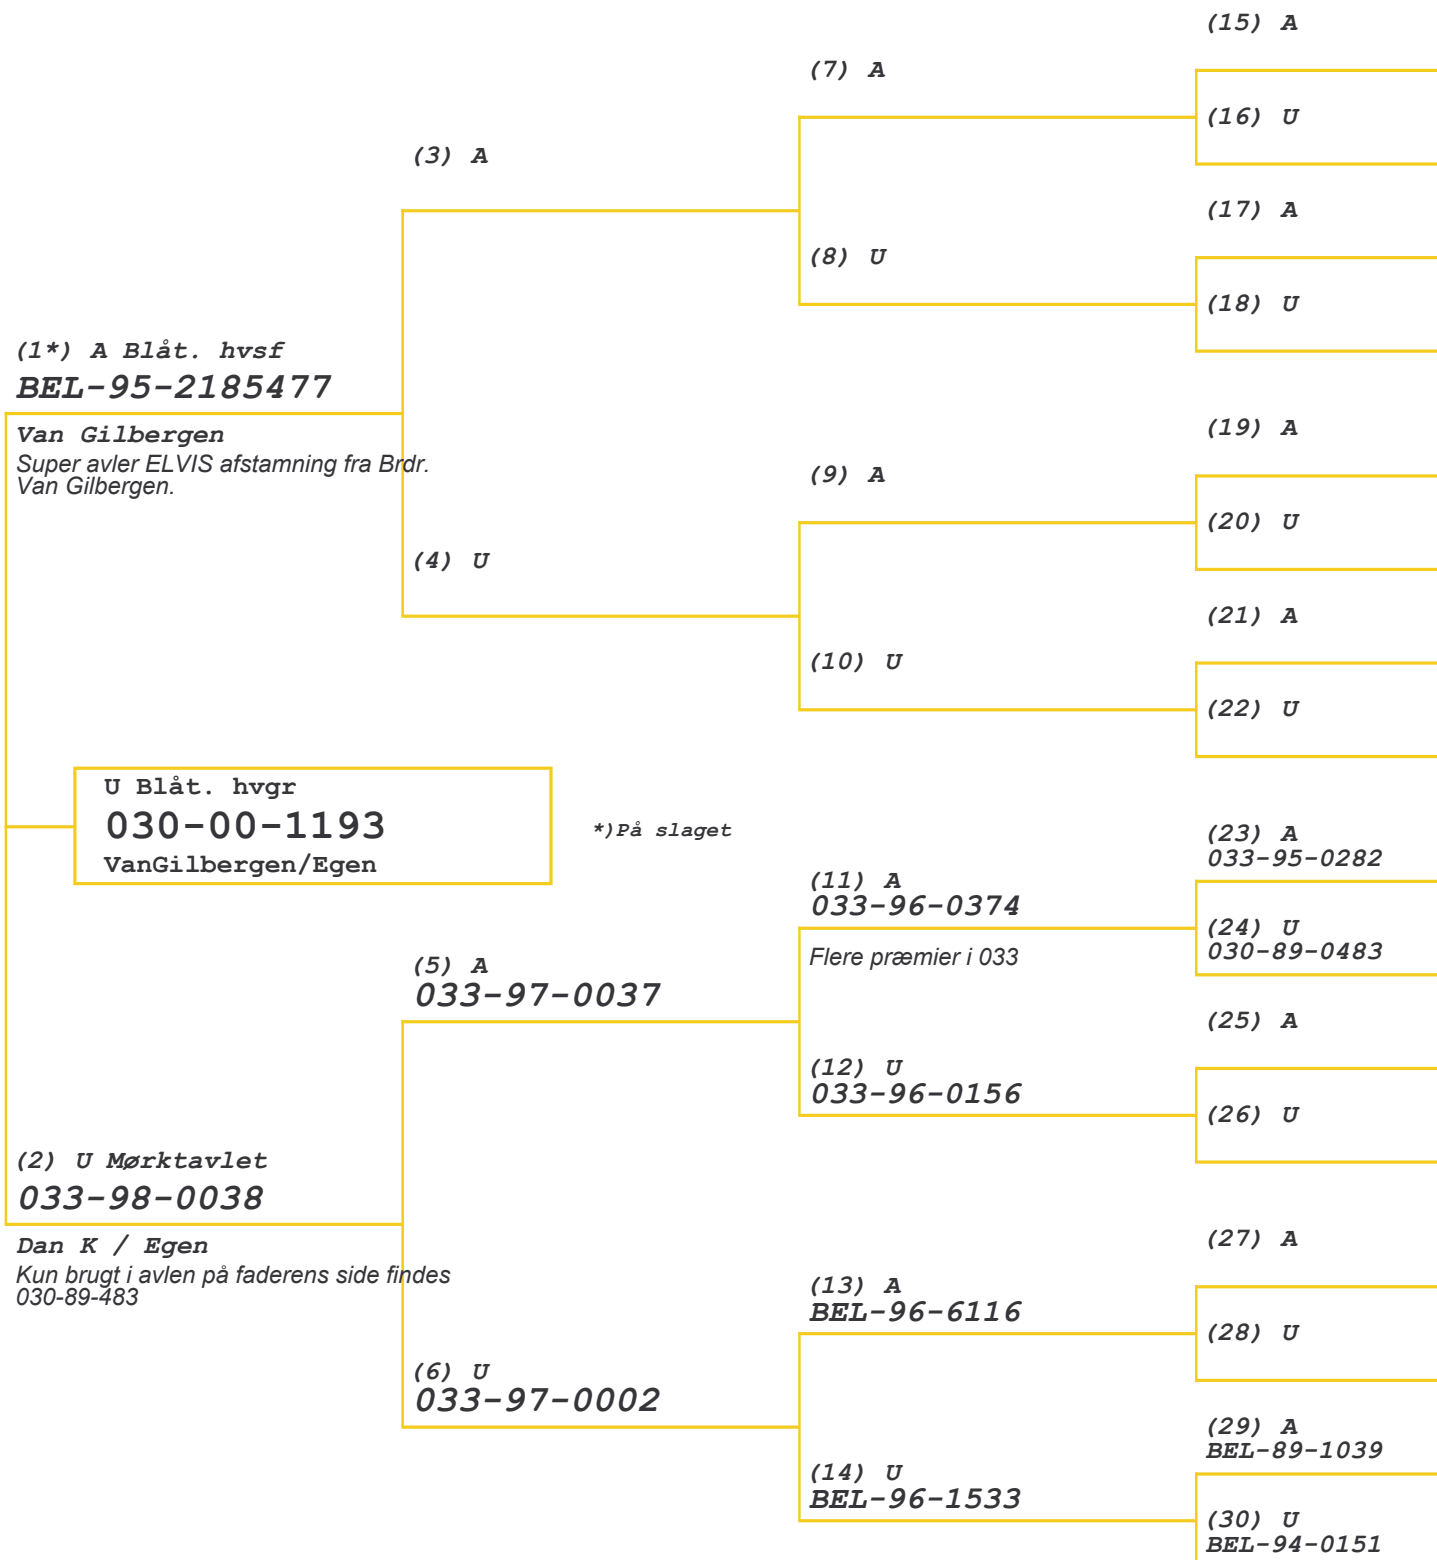 (15) A
(7) A
(16) U
(3) A
(17) A
(8) U
(18) U
(1*) A Blåt. hvsf
BEL-95-2185477
Van Gilbergen
Super avler ELVIS afstamning fra Brdr.
Van Gilbergen.
(19) A
(9) A
(20) U
(4) U
(21) A
(10) U
(22) U
U Blåt. hvgr
030-00-1193
VanGilbergen/Egen
*)På slaget
(23) A
033-95-0282
(11) A
033-96-0374
Flere præmier i 033
(24) U
030-89-0483
(5) A
033-97-0037
(25) A
(12) U
033-96-0156
(26) U
(2) U Mørktavlet
033-98-0038
Dan K / Egen
Kun brugt i avlen på faderens side findes
030-89-483
(27) A
(13) A
BEL-96-6116
(28) U
(6) U
033-97-0002
(29) A
BEL-89-1039
(14) U
BEL-96-1533
(30) U
BEL-94-0151